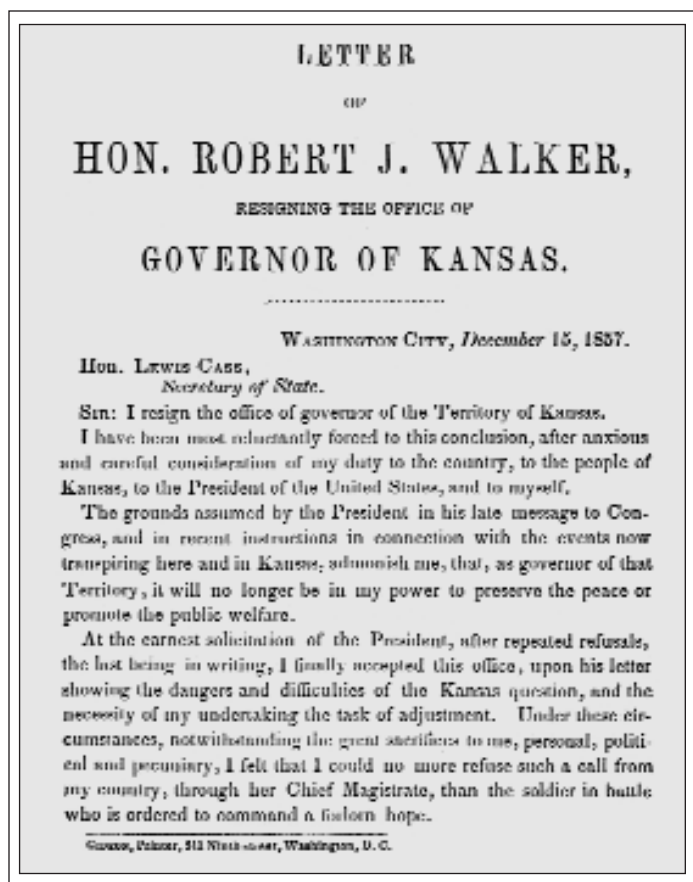 LETTER
OF
HON. ROBERT J. WALKER,
RESIGNING THE OFFICE OF
GOVERNOR OF KANSAS.
WASHINGTON CITY, December 15, 1857.
HON. LEWIS CASS,
Secretary of State.
SIR: I resign the office of governor of the Territory of Kansas.
I have been most reluctantly forced to this conclusion, after anxious
and careful consideration of my duty to the country, to the people of
Kansas, to the President of the United States, and to myself.
The grounds assumed by the President in his late message to Con-
gress, and in recent instructions in connection with the events now
transpiring here and in Kansas, admonish me, that, as governor of that
Territory, it will no longer be in my power to preserve the peace or
promote the public welfare.
At the earnest solicitation of the President, after repeated refusals,
the last being in writing, I finally accepted this office, upon his letter
showing the dangers and difficulties of the Kansas question, and the
necessity of my undertaking the task of adjustment. Under these cir-
cumstances, notwithstanding the great sacrifices to me, personal, politi-
cal and pecuniary, I felt that I could no more refuse such a call from
my country, through her Chief Magistrate, than the soldier in battle
who is ordered to command a forlorn hope.
Printer, Ninth street, Washington, D. C.